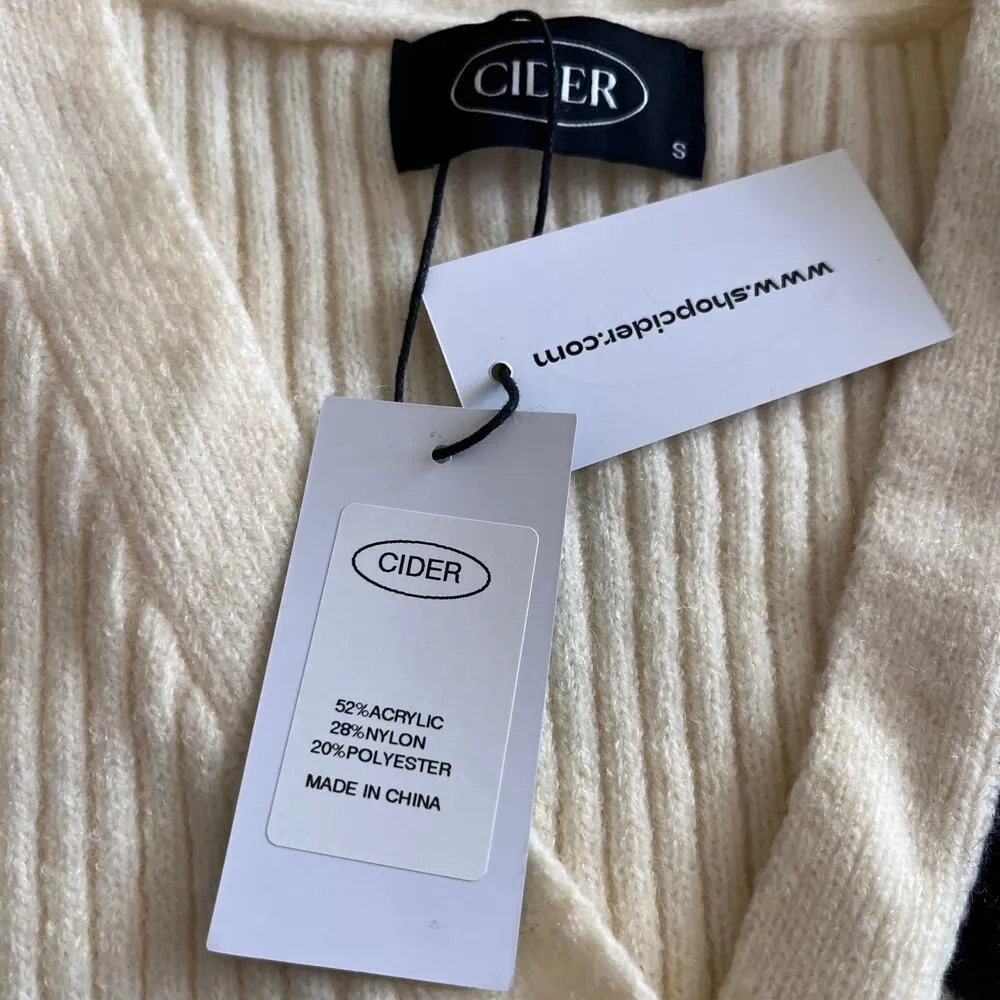 CIDER
S
www.shopcider.com
CIDER
52%ACRYLIC
28%NYLON
20%POLYESTER
MADE IN CHINA